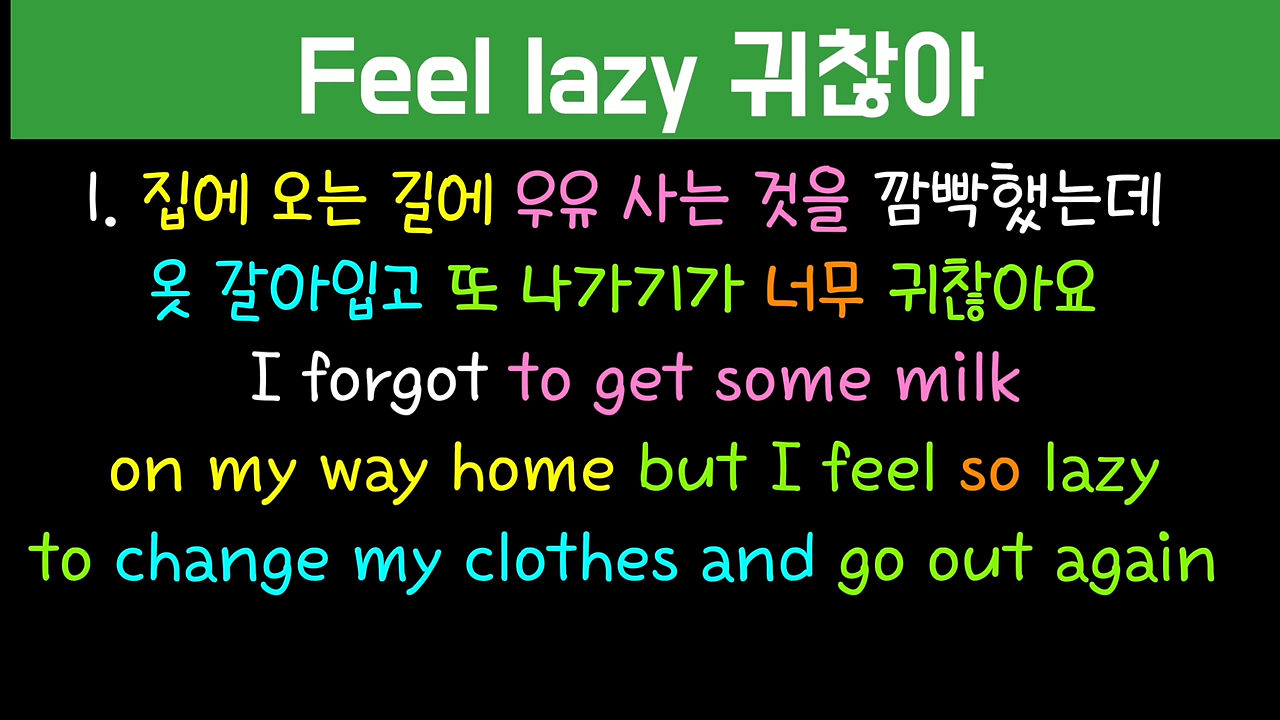 Feel lazy 귀찮아
1. 집에 오는 길에 우유 사는 것을 깜빡했는데
옷 갈아입고 또 나가기가 너무 귀찮아요
I forgot to get some milk
on my way home but I feel so lazy
to change my clothes and go out again